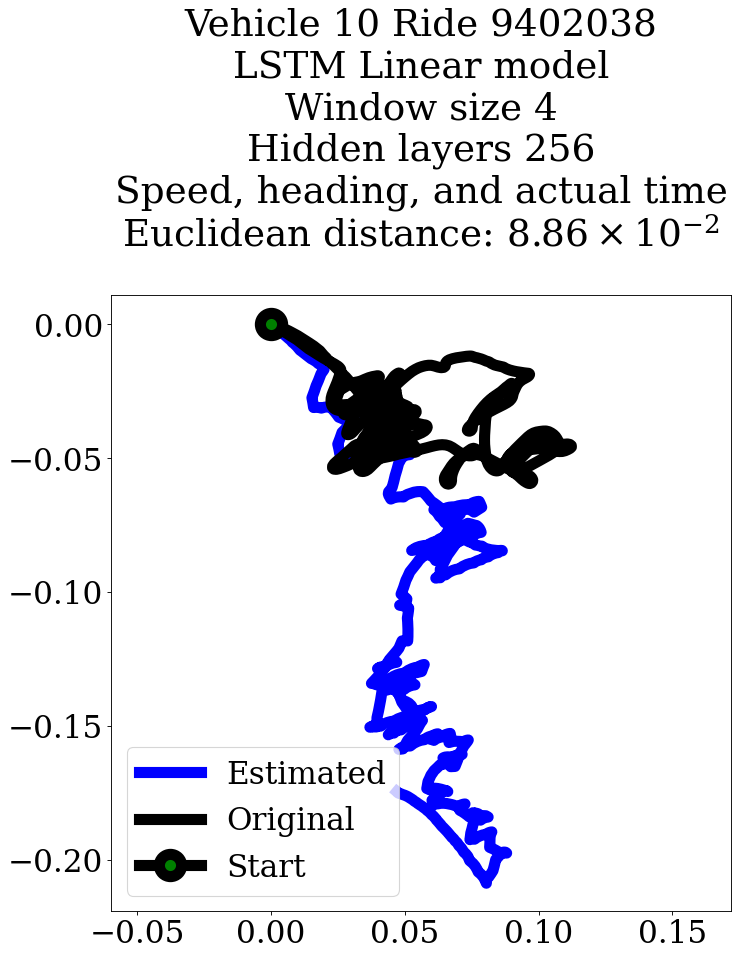 Vehicle 10 Ride 9402038
LSTM Linear model
Window size 4
Hidden layers 256
Speed, heading, and actual time
Euclidean distance: 8.86 × 10⁻²
0.00
−0.05
−0.10
−0.15
−0.20
Estimated
Original
Start
−0.05 0.00 0.05 0.10 0.15